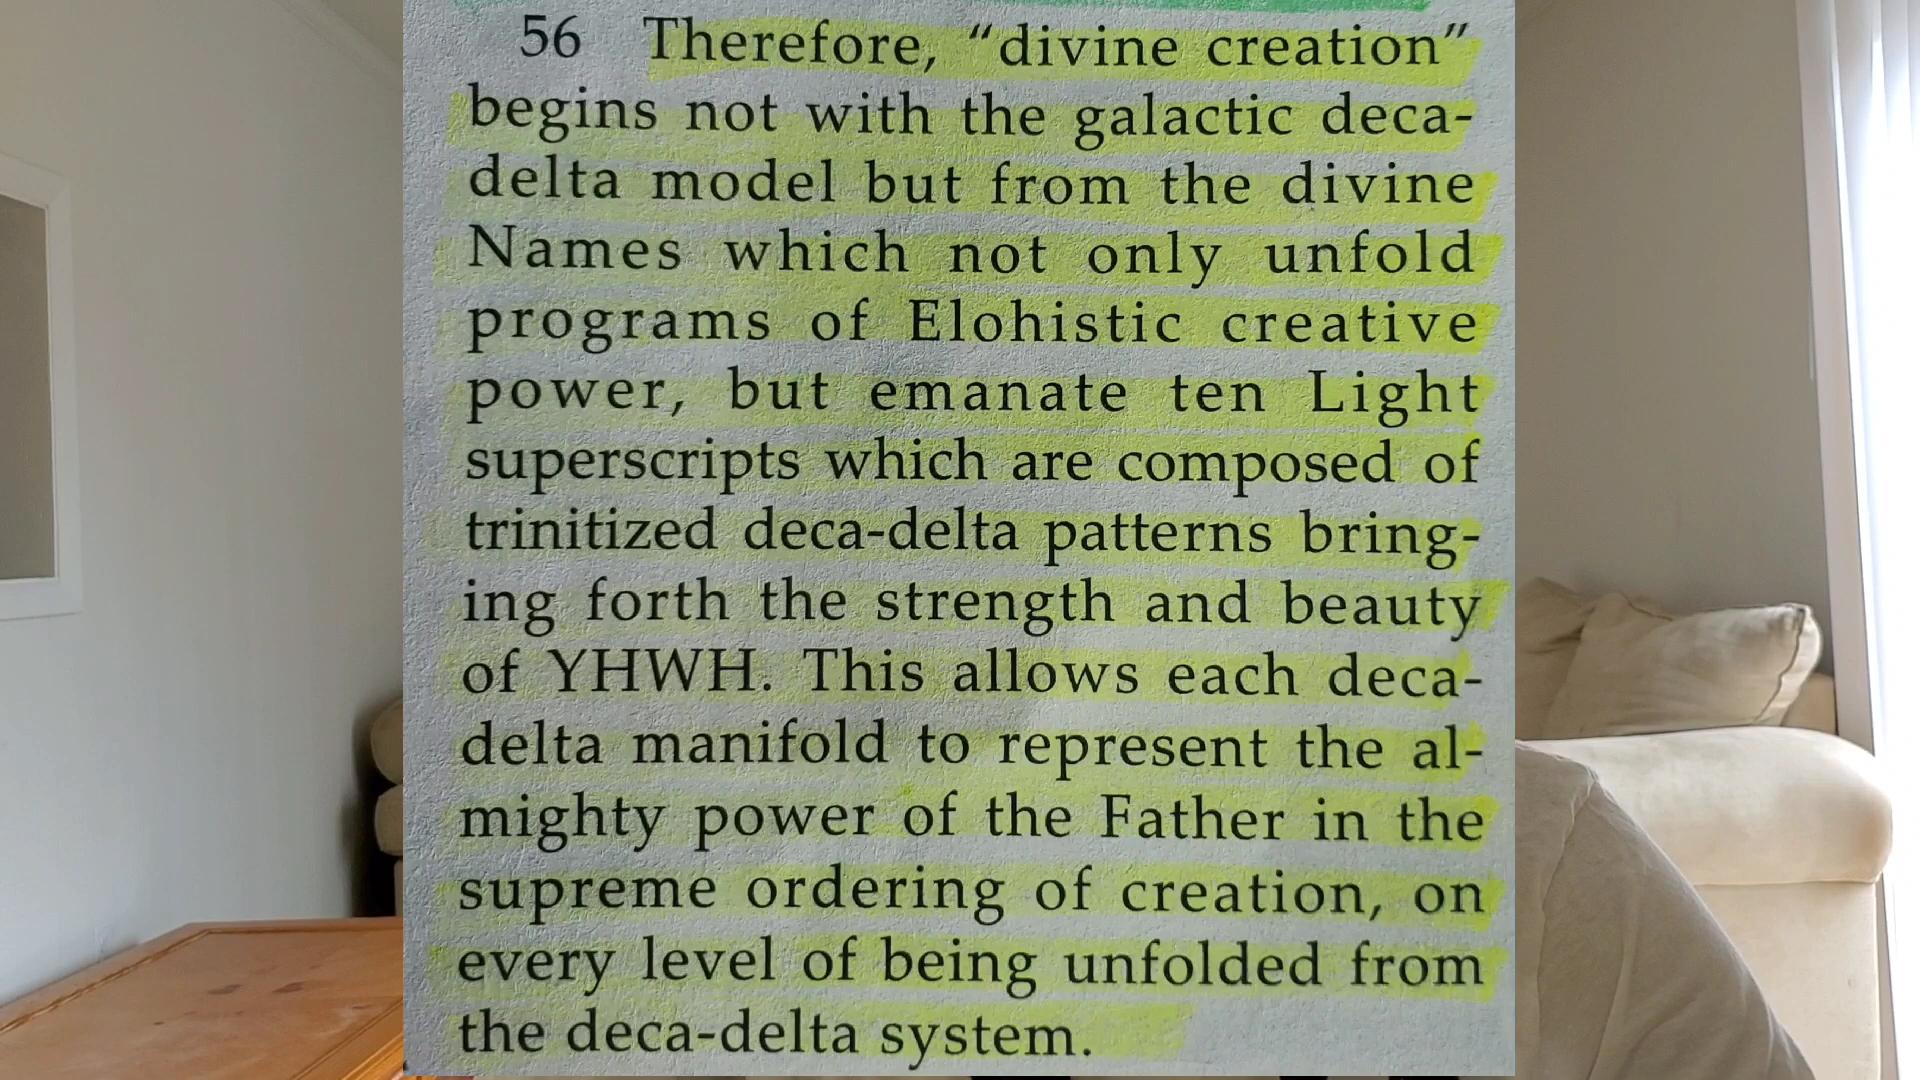 56 Therefore, “divine creation”
begins not with the galactic deca-
delta model but from the divine
Names which not only unfold
programs of Elohistic creative
power, but emanate ten Light
superscripts which are composed of
trinitized deca-delta patterns bring-
ing forth the strength and beauty
of YHWH. This allows each deca-
delta manifold to represent the al-
mighty power of the Father in the
supreme ordering of creation, on
every level of being unfolded from
the deca-delta system.